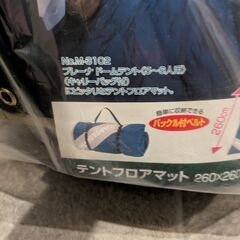 No.M-3102
プレーナ ドームテント〈5〜6人用〉
〈キャリーバッグ付〉
にピッタリなテントフロアマット。
簡単に収納できる
バックル付ベルト
260cm
テントフロアマット 260×260